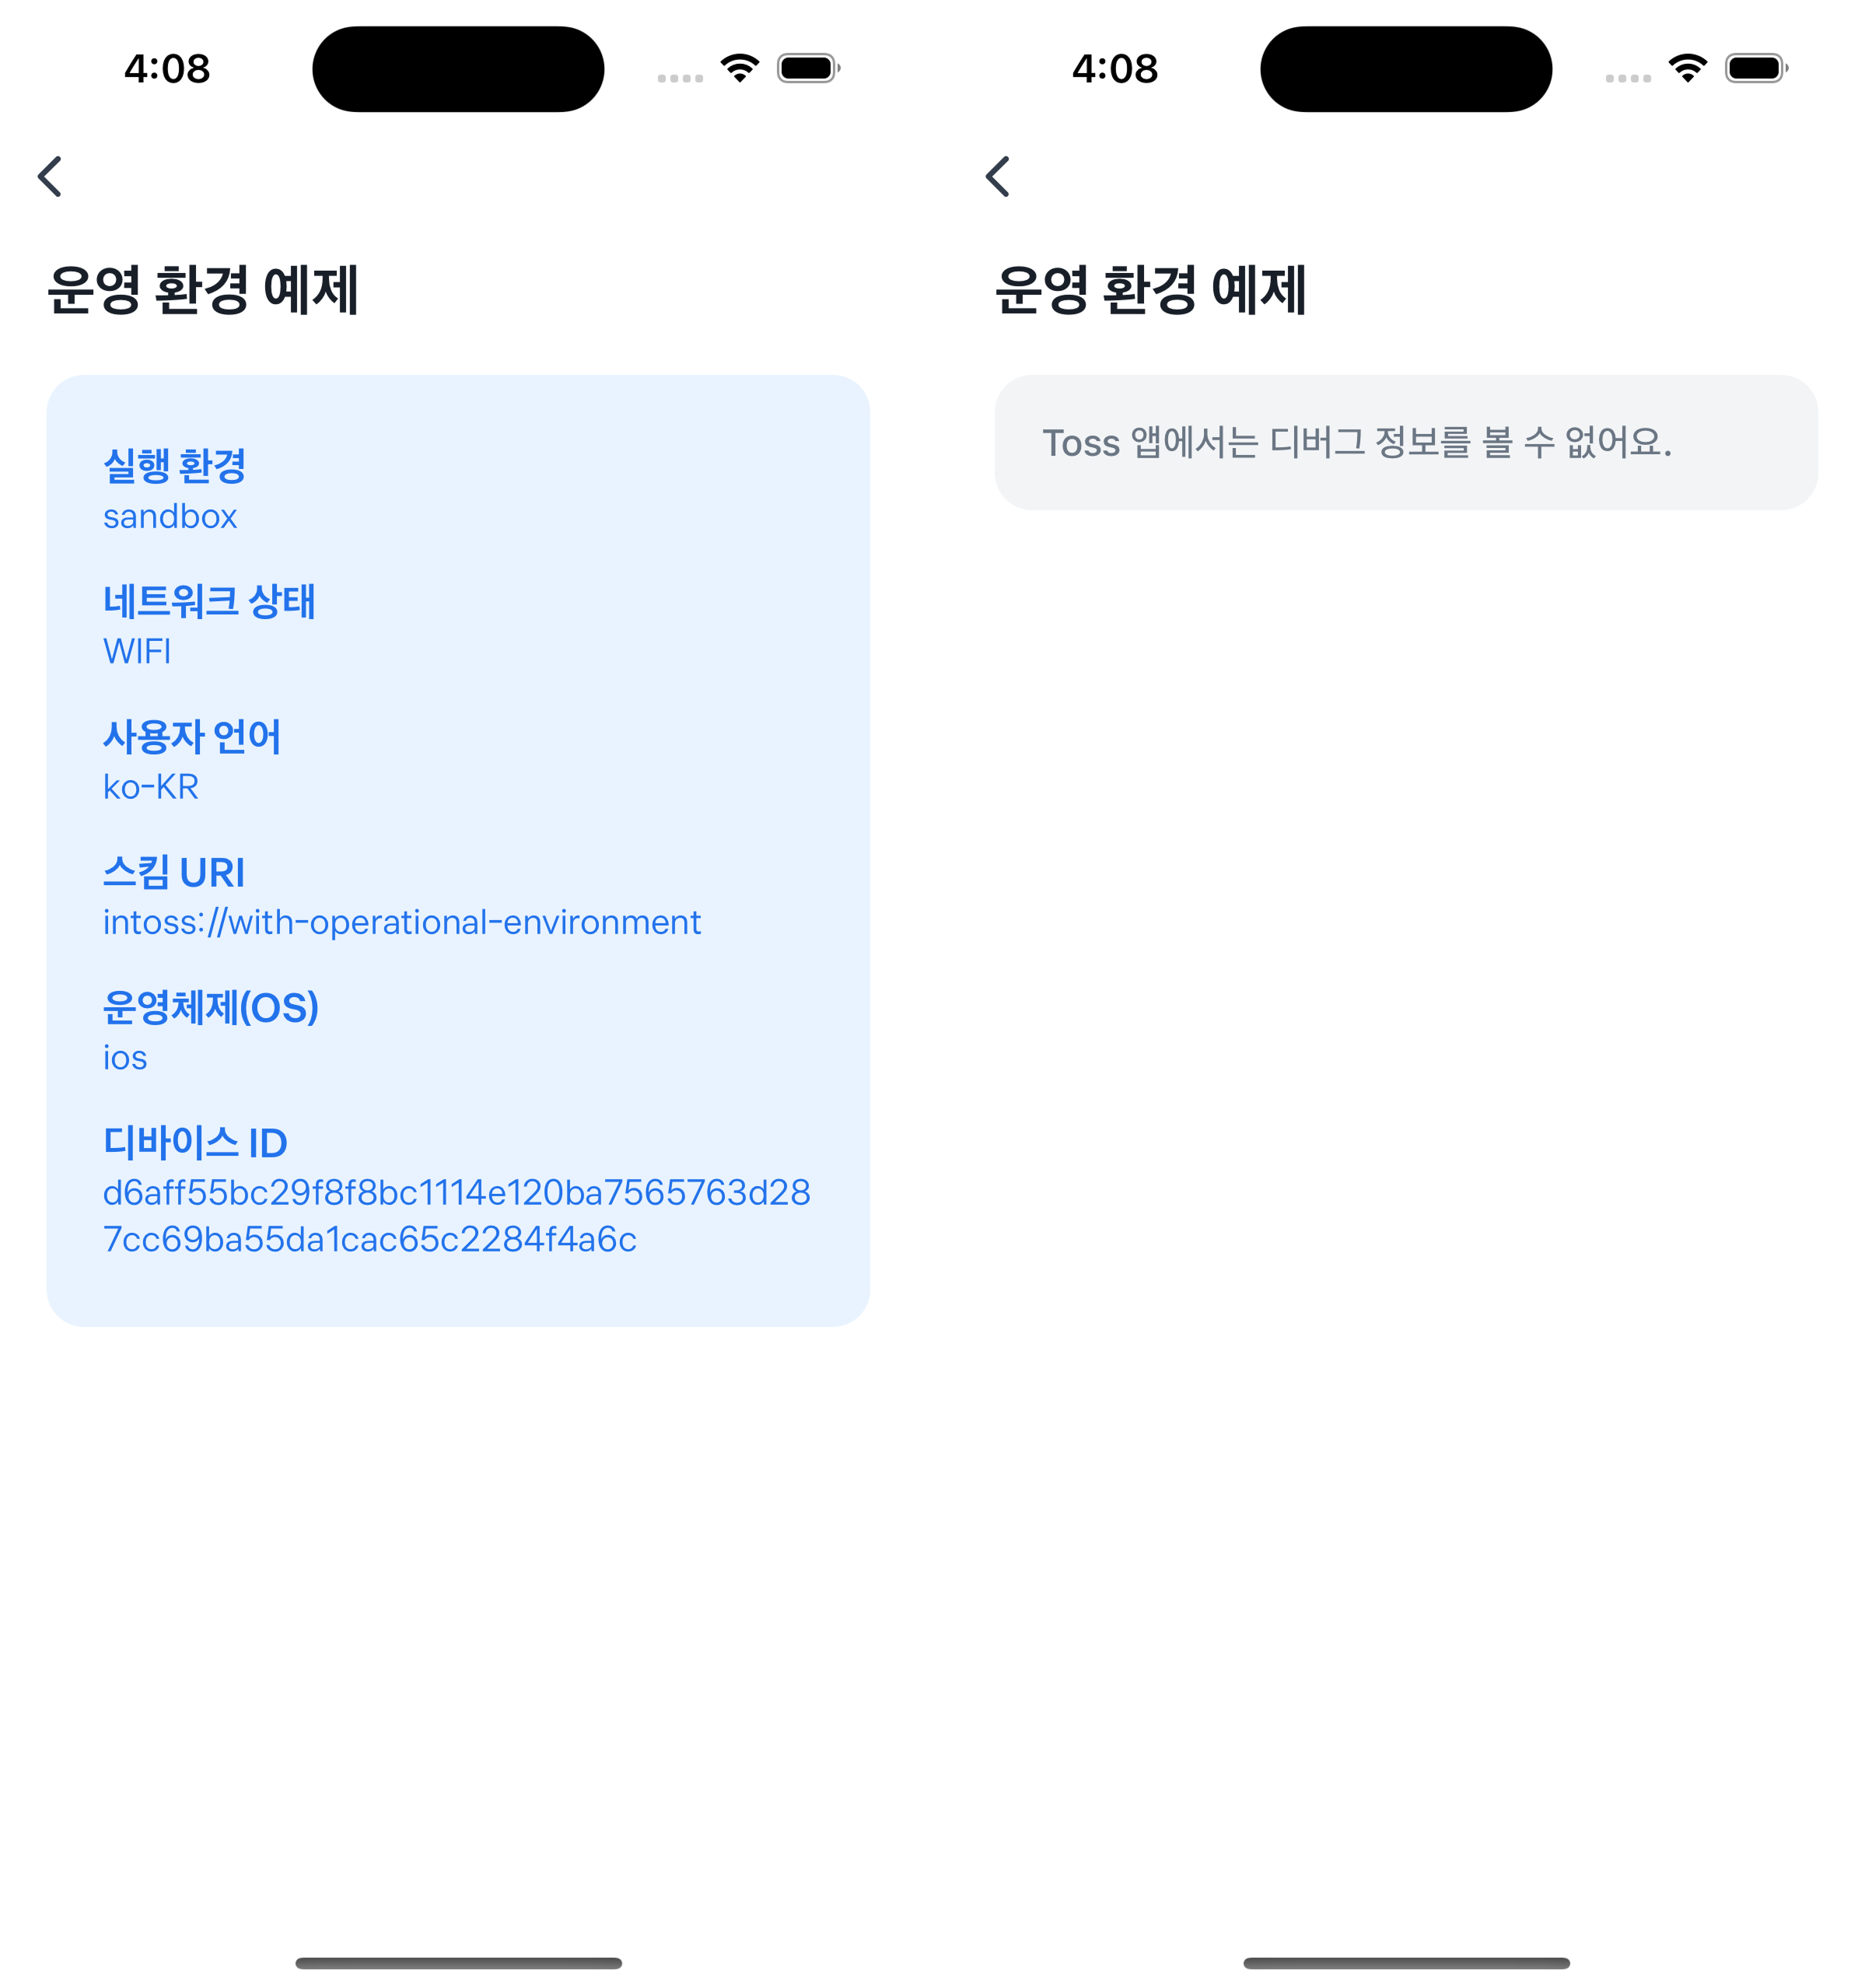 4:08
운영 환경 예제
실행 환경
sandbox
네트워크 상태
WIFI
사용자 언어
ko-KR
스킴 URI
intoss://with-operational-environment
운영체제(OS)
ios
디바이스 ID
d6aff55bc29f8f8bc1114e120ba7565763d28
7cc69ba55da1cac65c2284f4a6c
4:08
운영 환경 예제
Toss 앱에서는 디버그 정보를 볼 수 없어요.